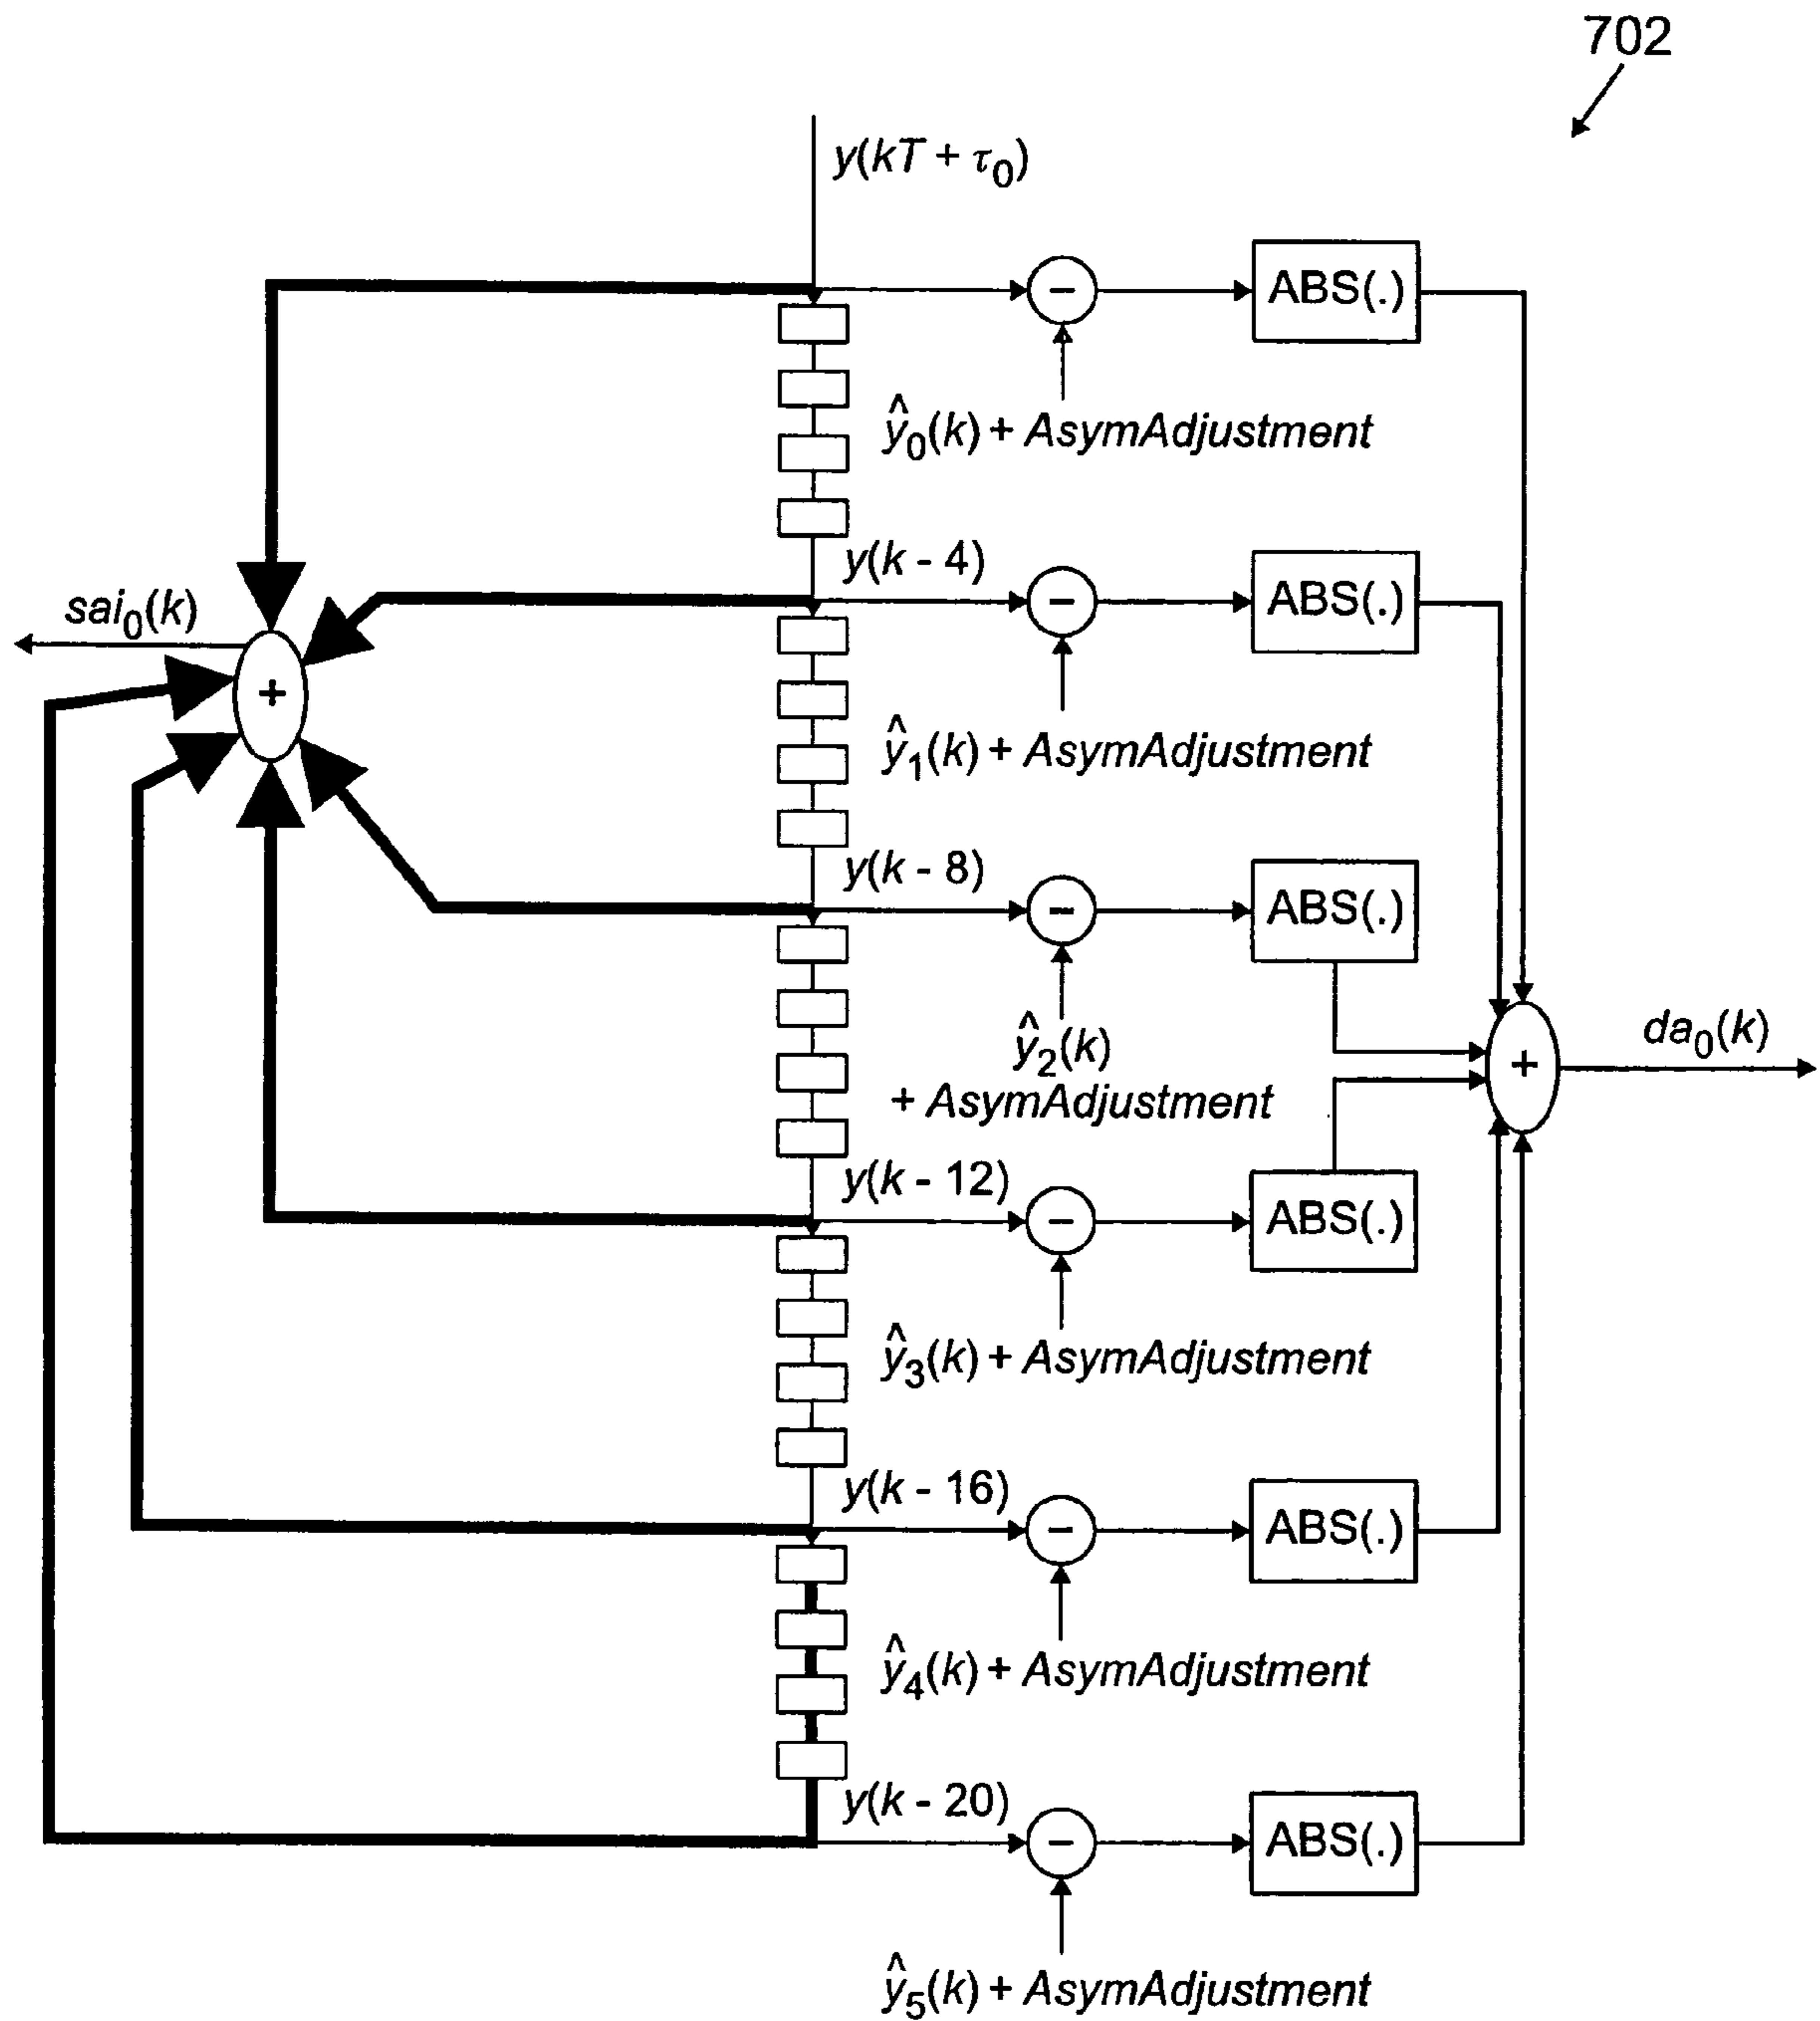 702
y(kT + τ₀)
−
ABS(.)
ŷ₀(k) + AsymAdjustment
y(k - 4)
−
ABS(.)
sai₀(k)
+
ŷ₁(k) + AsymAdjustment
y(k - 8)
−
ABS(.)
ŷ₂(k)
+ AsymAdjustment
+
da₀(k)
y(k - 12)
−
ABS(.)
ŷ₃(k) + AsymAdjustment
y(k - 16)
−
ABS(.)
ŷ₄(k) + AsymAdjustment
y(k - 20)
−
ABS(.)
ŷ₅(k) + AsymAdjustment